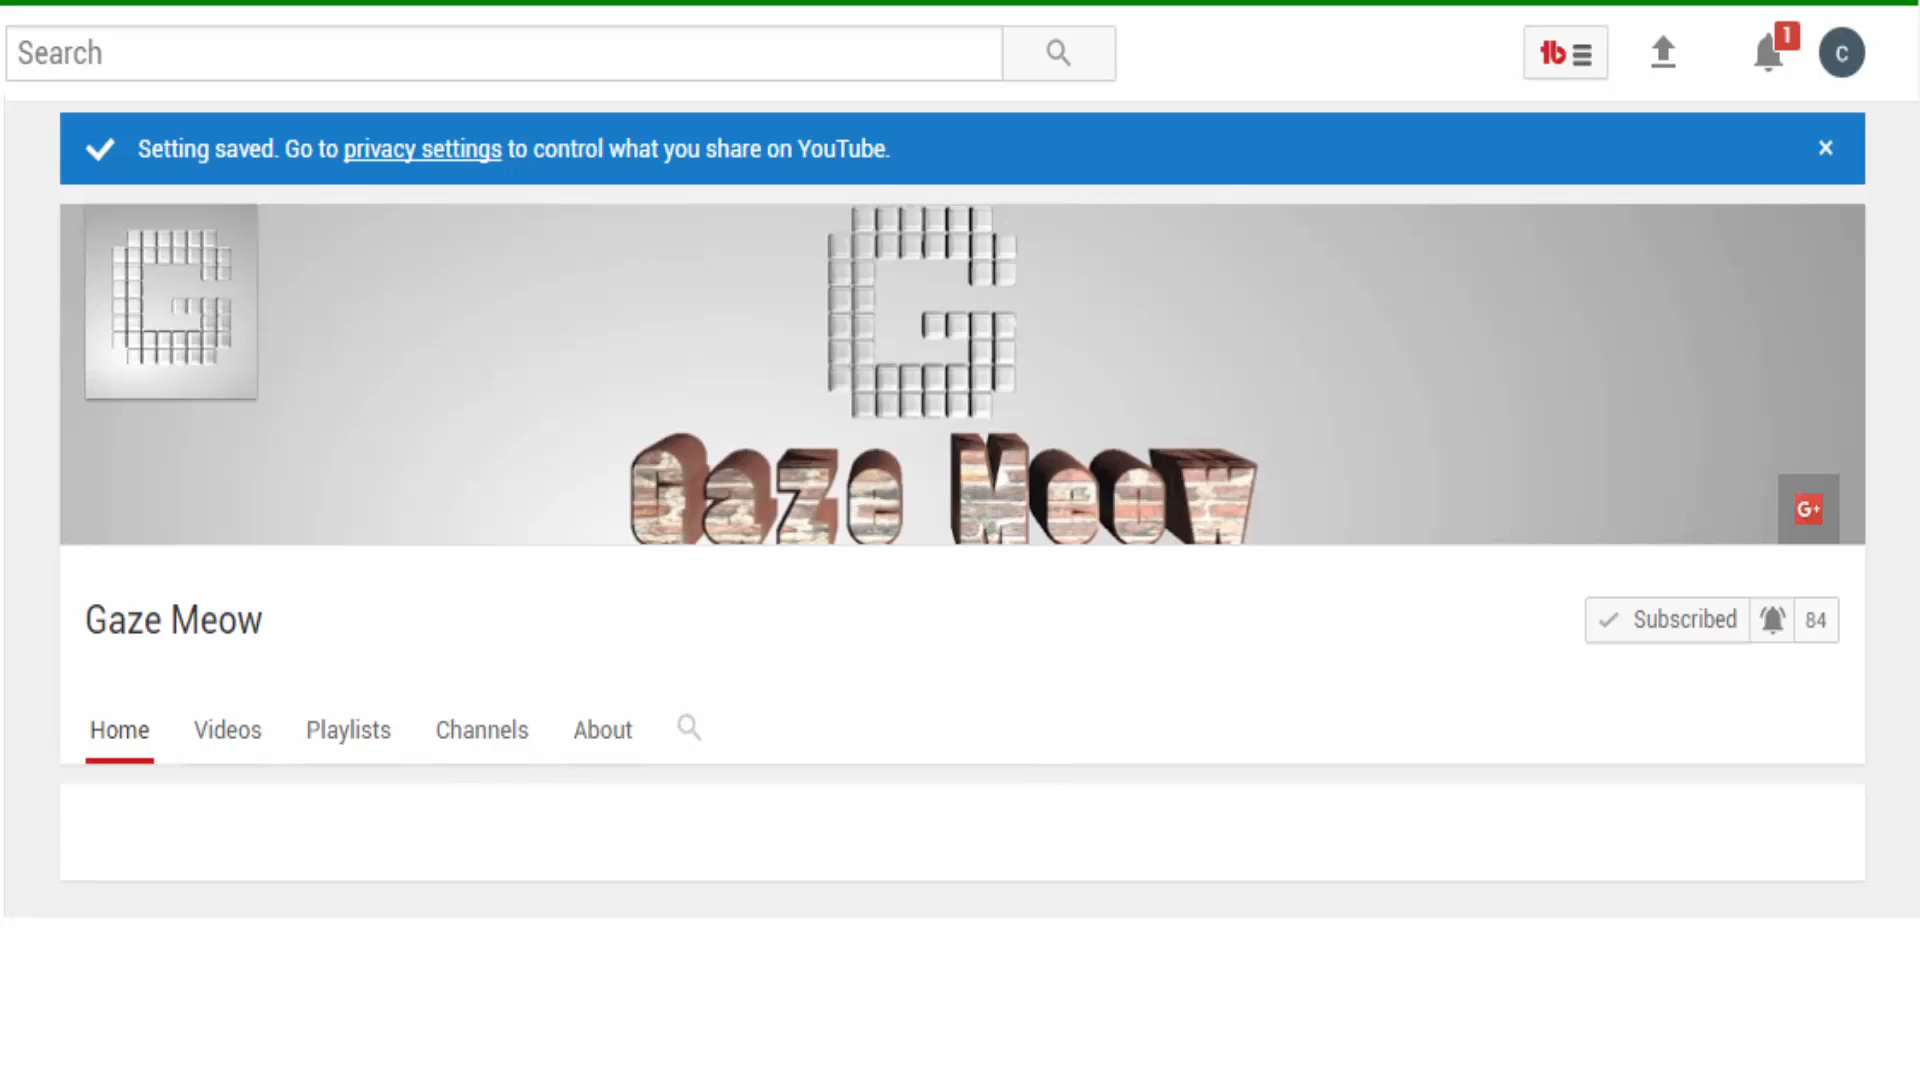 Search
1
C
Setting saved. Go to privacy settings to control what you share on YouTube.
G
G
Gaze Meow
G+
Gaze Meow
Subscribed 84
Home Videos Playlists Channels About